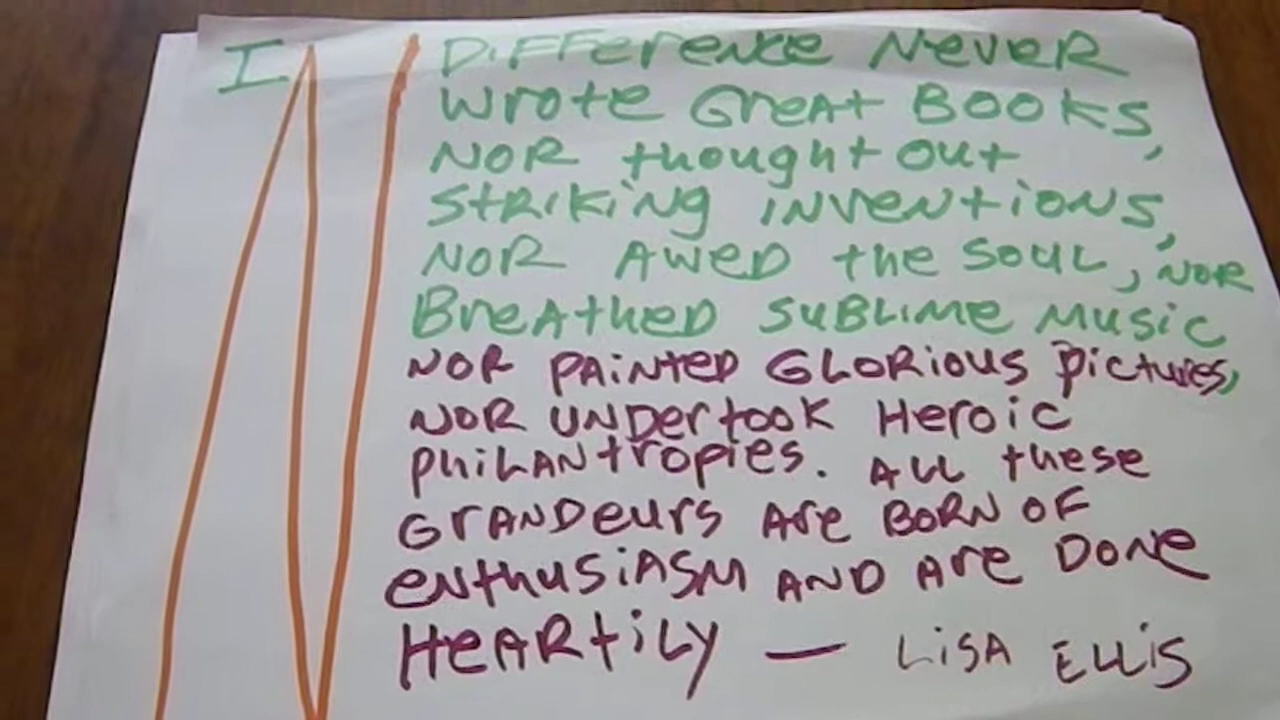 IN DiFFerence Never
Wrote Great BOOKS,
NOR thought OUT
StRiKiNg iNVENtiONS,
NOR AWED the SOUL, NOR
BreAtheD SUBLIME MUSIC
NOR PAiNteD GLORiOUS Pictures,
NOR UNDertOOK Heroic
PhiLANtropies. ALL these
GrANDeurs Are BORN OF
eNthUSiASM AND Are DONe
HeARtiLY — LiSA ELLiS